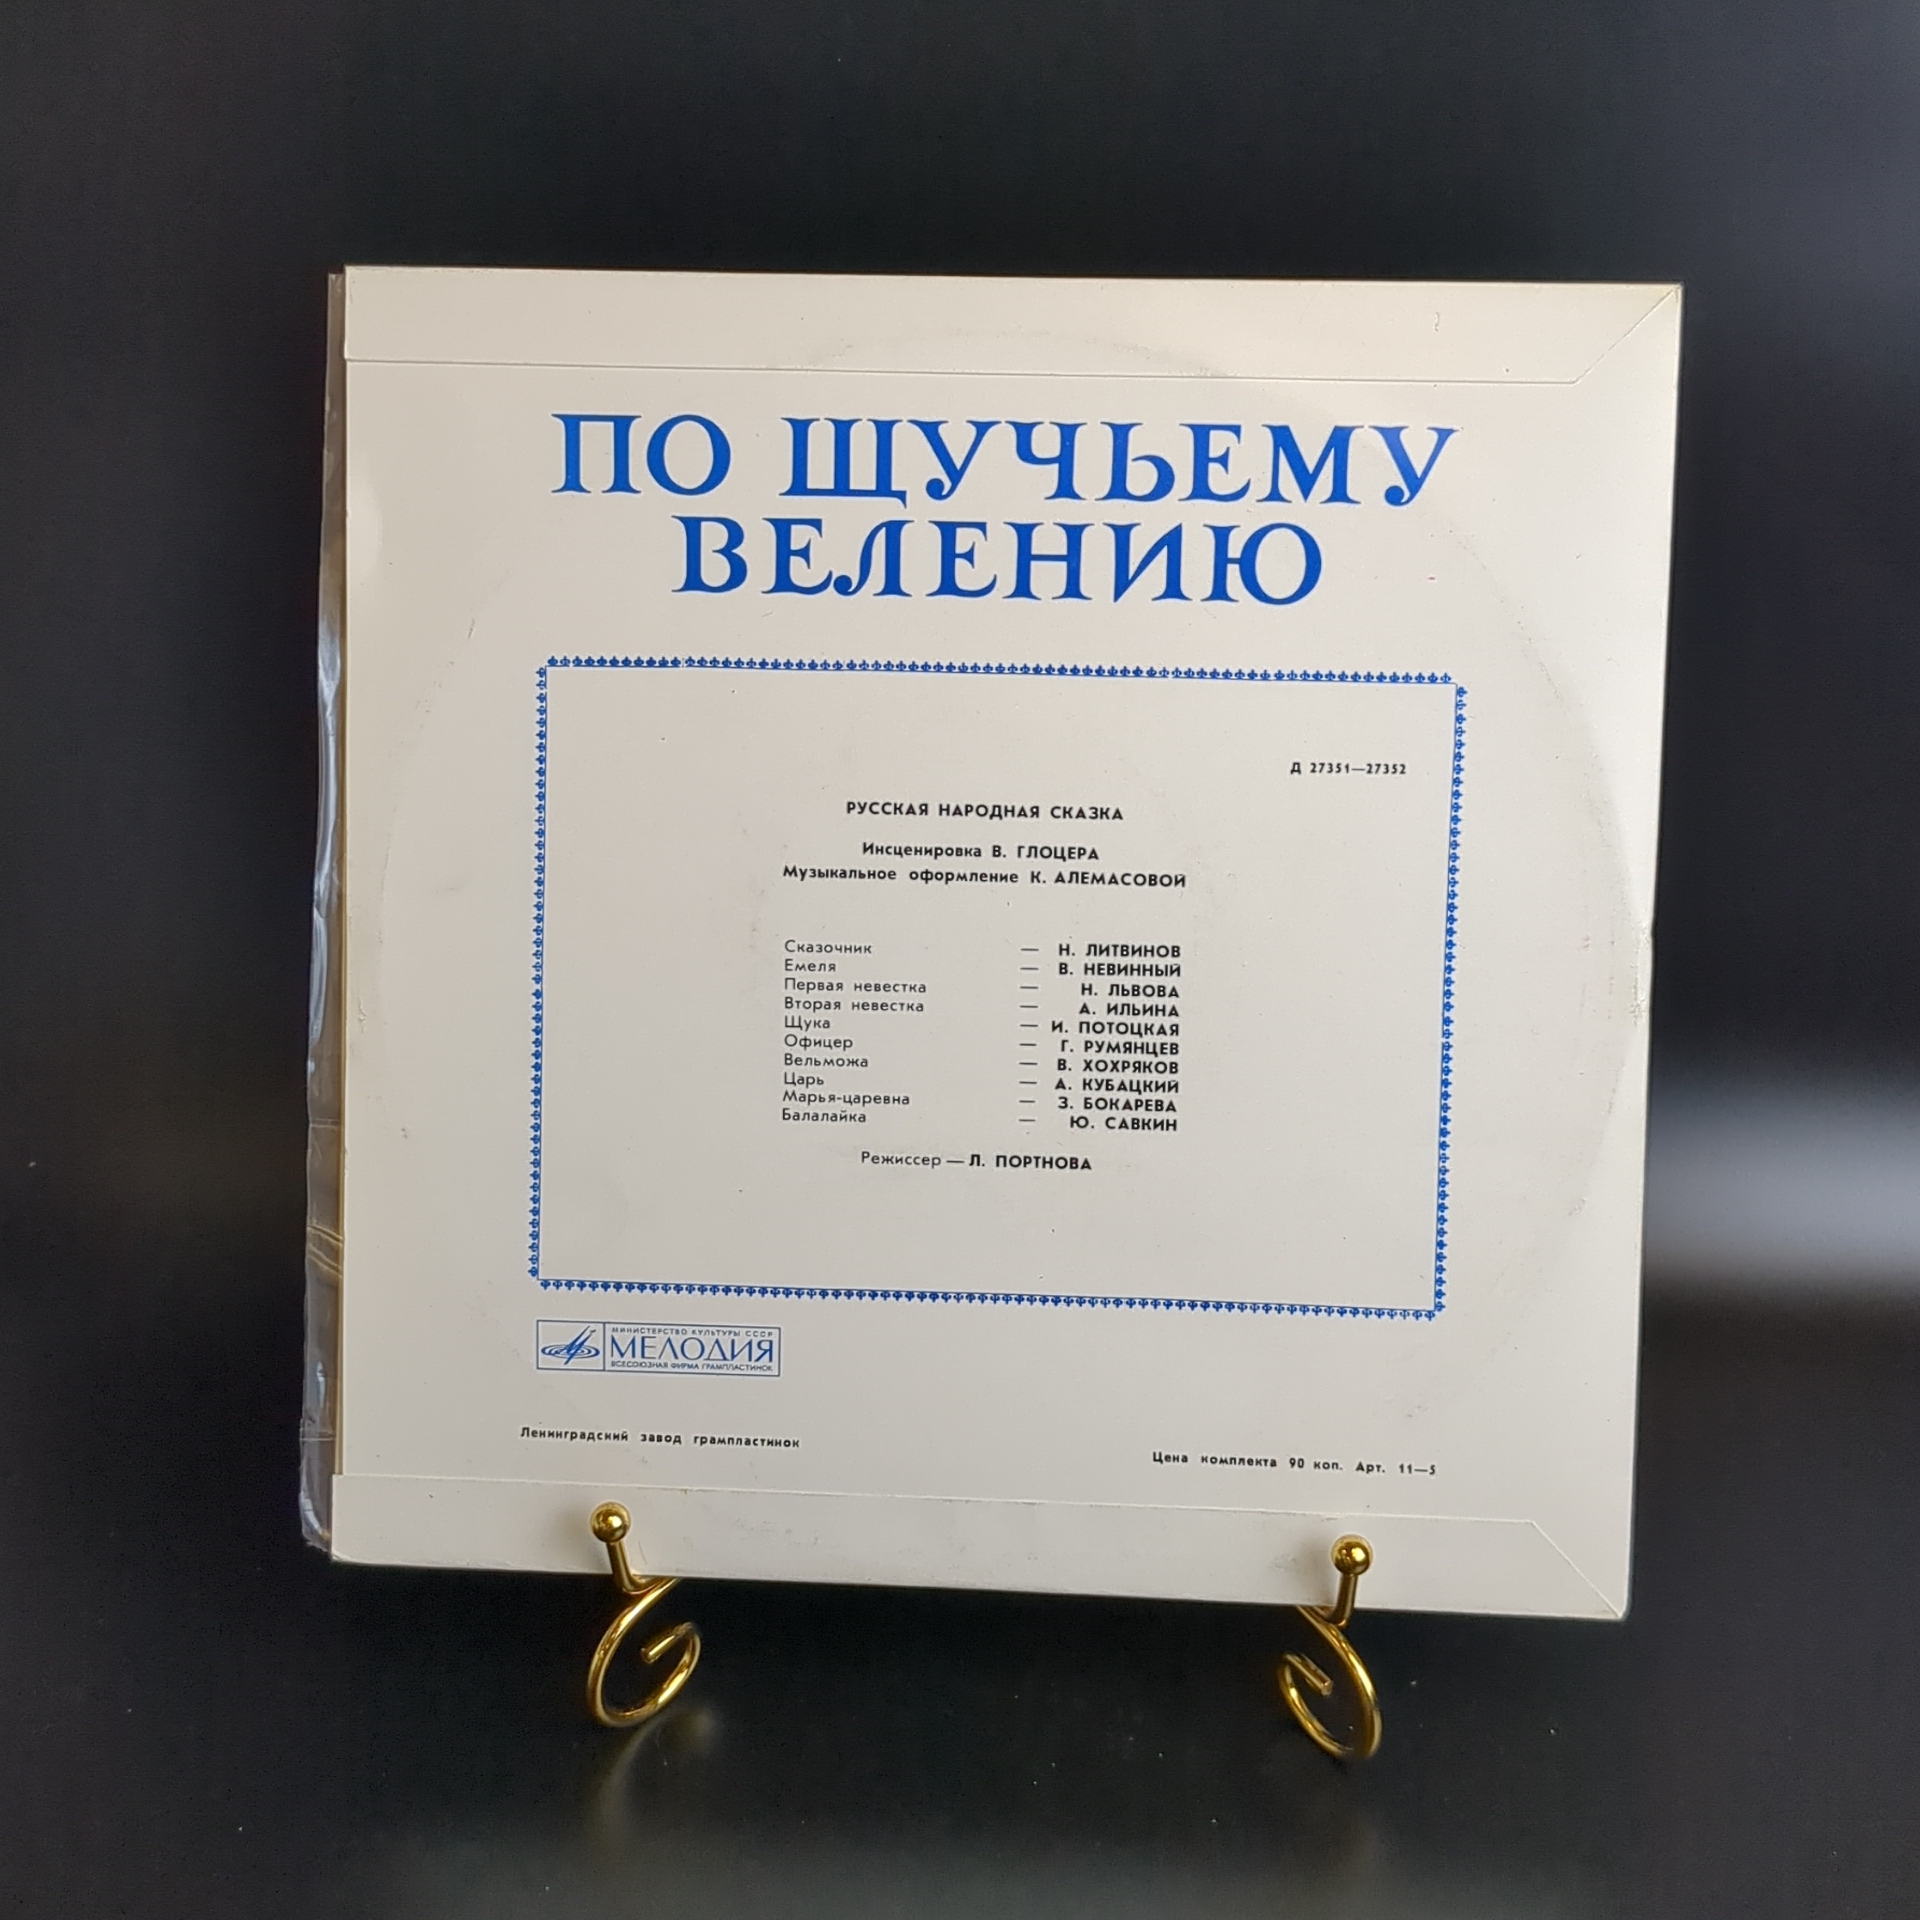 ПО ЩУЧЬЕМУ
ВЕЛЕНИЮ
Д 27351—27352
РУССКАЯ НАРОДНАЯ СКАЗКА
Инсценировка В. ГЛОЦЕРА
Музыкальное оформление К. АЛЕМАСОВОЙ
Сказочник — Н. ЛИТВИНОВ
Емеля — В. НЕВИННЫЙ
Первая невестка — Н. ЛЬВОВА
Вторая невестка — А. ИЛЬИНА
Щука — И. ПОТОЦКАЯ
Офицер — Г. РУМЯНЦЕВ
Вельможа — В. ХОХРЯКОВ
Царь — А. КУБАЦКИЙ
Марья-царевна — З. БОКАРЕВА
Балалайка — Ю. САВКИН
Режиссер — Л. ПОРТНОВА
МИНИСТЕРСТВО КУЛЬТУРЫ СССР
МЕЛОДИЯ
ВСЕСОЮЗНАЯ ФИРМА ГРАМПЛАСТИНОК
Ленинградский завод грампластинок
Цена комплекта 90 коп. Арт. 11—5